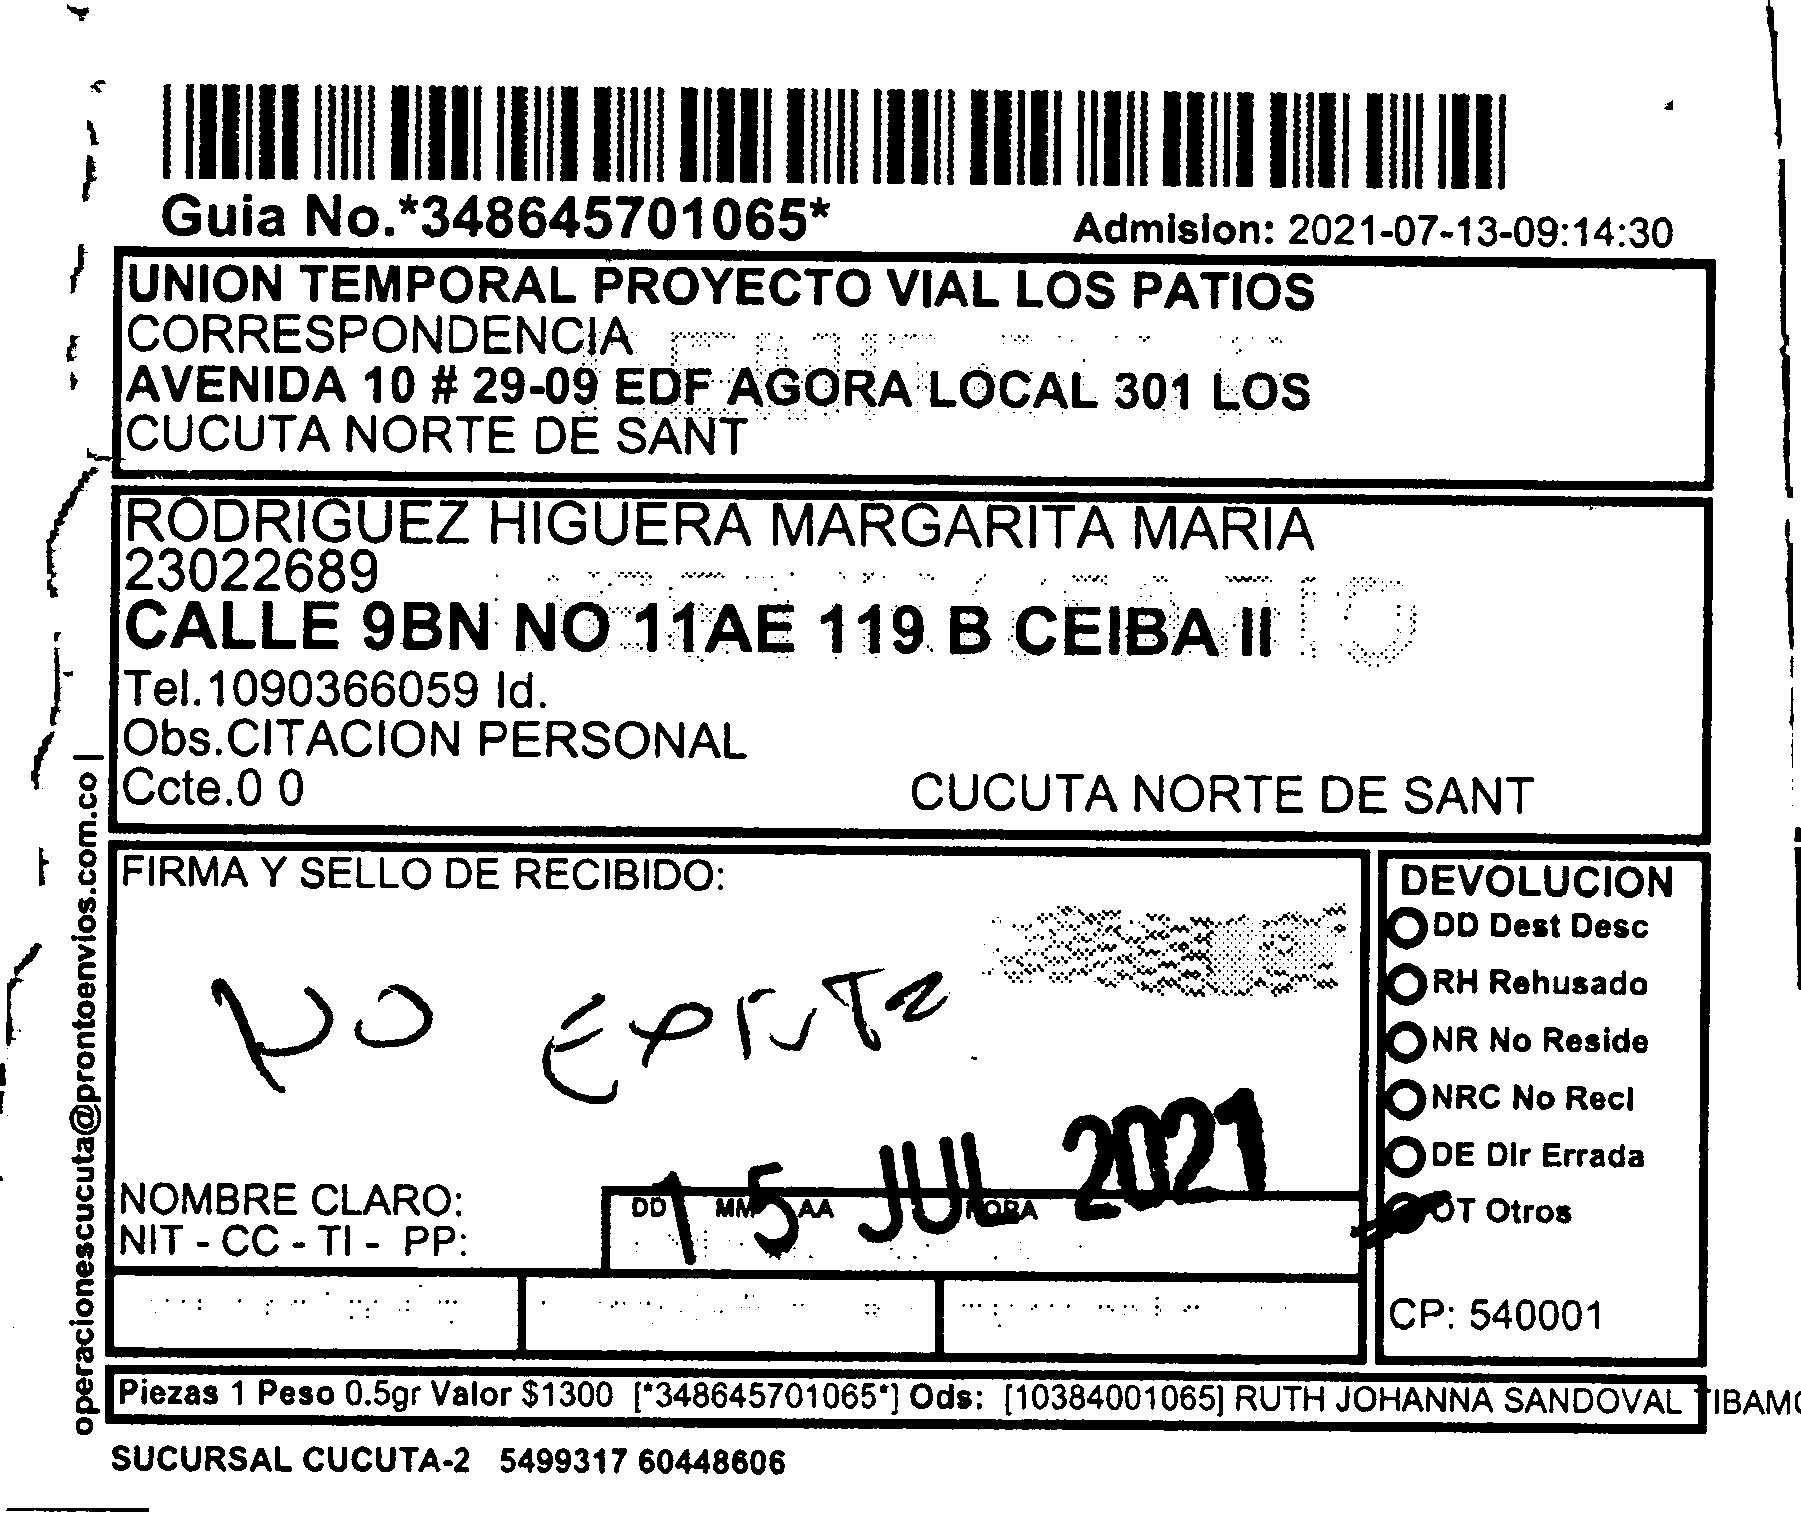 Guia No.*348645701065*
Admision: 2021-07-13-09:14:30
UNION TEMPORAL PROYECTO VIAL LOS PATIOS
CORRESPONDENCIA
AVENIDA 10 # 29-09 EDF AGORA LOCAL 301 LOS
CUCUTA NORTE DE SANT
RODRIGUEZ HIGUERA MARGARITA MARIA
23022689
CALLE 9BN NO 11AE 119 B CEIBA II
Tel.1090366059 Id.
Obs.CITACION PERSONAL
Ccte.0 0
CUCUTA NORTE DE SANT
operacionescucuta@prontoenvios.com.co |
FIRMA Y SELLO DE RECIBIDO:
NO EXISTE
15 JUL 2021
NOMBRE CLARO:
NIT - CC - TI - PP:
DD MM AA HORA
DEVOLUCION
DD Dest Desc
RH Rehusado
NR No Reside
NRC No Recl
DE Dir Errada
OT Otros
CP: 540001
Piezas 1 Peso 0.5gr Valor $1300 [*348645701065*] Ods: [10384001065] RUTH JOHANNA SANDOVAL TIBAMO
SUCURSAL CUCUTA-2 5499317 60448606